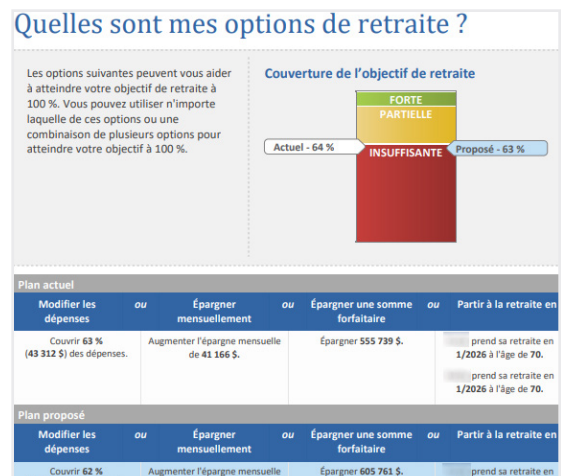 Quelles sont mes options de retraite ?
Les options suivantes peuvent vous aider
à atteindre votre objectif de retraite à
100 %. Vous pouvez utiliser n’importe
laquelle de ces options ou une
combinaison de plusieurs options pour
atteindre votre objectif à 100 %.
Couverture de l’objectif de retraite
FORTE
PARTIELLE
Actuel - 64 %
INSUFFISANTE
Proposé - 63 %
Plan actuel
Modifier les
dépenses
ou
Épargner
mensuellement
ou
Épargner une somme
forfaitaire
ou
Partir à la retraite en
Couvrir 63 %
(43 312 $) des dépenses.
Augmenter l’épargne mensuelle
de 41 166 $.
Épargner 555 739 $.
prend sa retraite en
1/2026 à l’âge de 70.
prend sa retraite en
1/2026 à l’âge de 70.
Plan proposé
Modifier les
dépenses
ou
Épargner
mensuellement
ou
Épargner une somme
forfaitaire
ou
Partir à la retraite en
Couvrir 62 %
Augmenter l’épargne mensuelle
Épargner 605 761 $.
prend sa retraite en